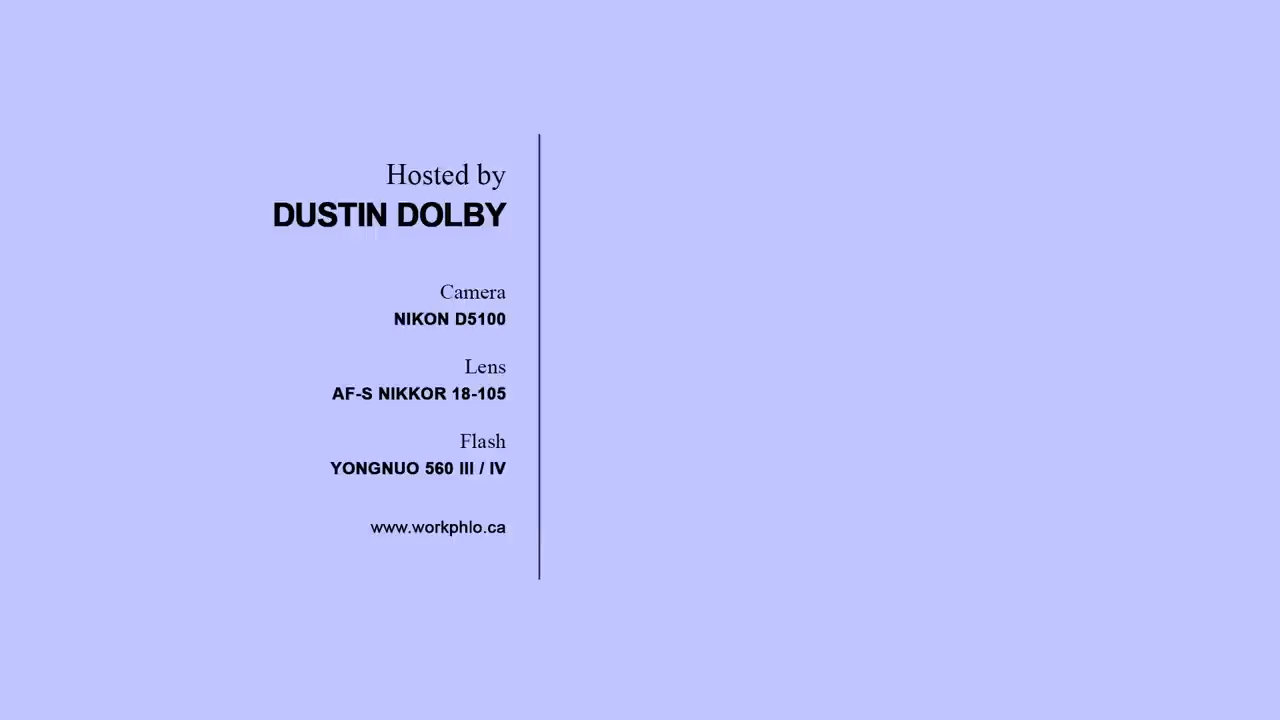 Hosted by
DUSTIN DOLBY
Camera
NIKON D5100
Lens
AF-S NIKKOR 18-105
Flash
YONGNUO 560 III / IV
www.workphlo.ca